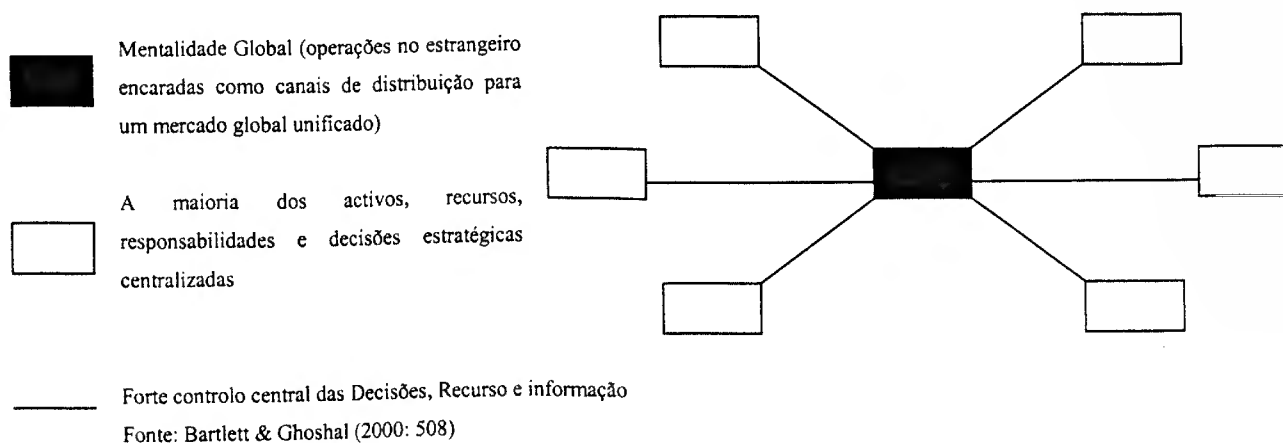 Mentalidade Global (operações no estrangeiro
encaradas como canais de distribuição para
um mercado global unificado)
A maioria dos activos, recursos,
responsabilidades e decisões estratégicas
centralizadas
Forte controlo central das Decisões, Recurso e informação
Fonte: Bartlett & Ghoshal (2000: 508)